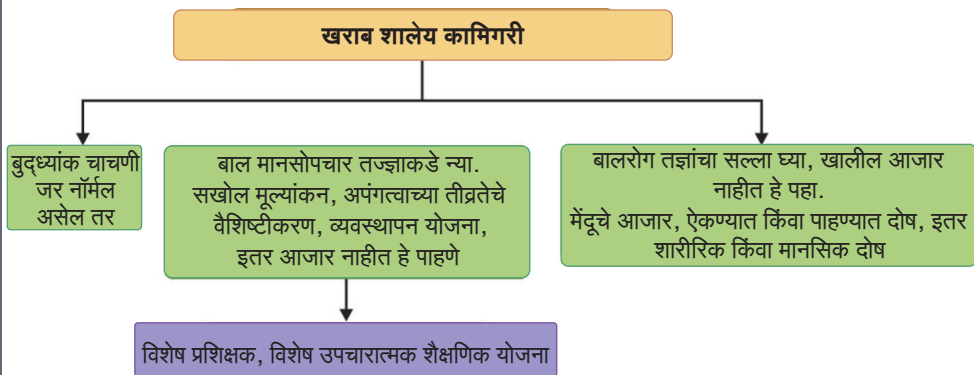 खराब शालेय कामिगरी
बुद्ध्यांक चाचणी
जर नॉर्मल
असेल तर
बाल मानसोपचार तज्ज्ञाकडे न्या.
सखोल मूल्यांकन, अपंगत्वाच्या तीव्रतेचे
वैशिष्टीकरण, व्यवस्थापन योजना,
इतर आजार नाहीत हे पाहणे
बालरोग तज्ञांचा सल्ला घ्या, खालील आजार
नाहीत हे पहा.
मेंदूचे आजार, ऐकण्यात किंवा पाहण्यात दोष, इतर
शारीरिक किंवा मानसिक दोष
विशेष प्रशिक्षक, विशेष उपचारात्मक शैक्षणिक योजना